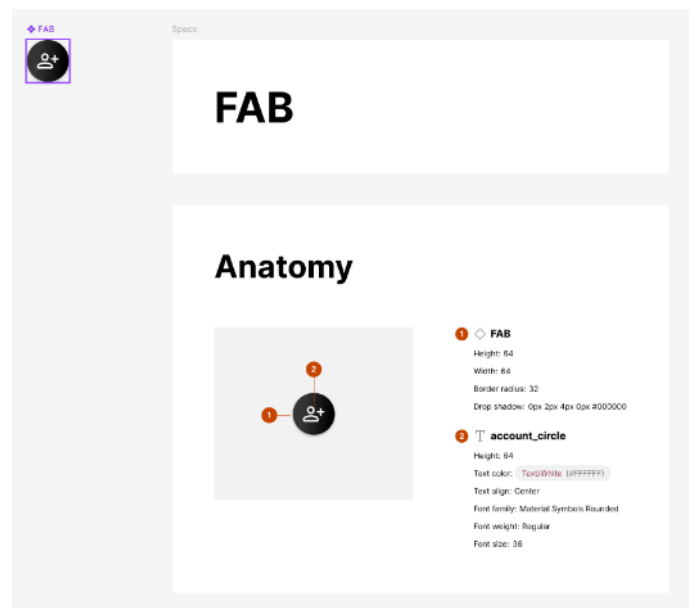 FAB
Specs
FAB
Anatomy
1 FAB
Height: 64
Width: 64
Border radius: 32
Drop shadow: 0px 2px 4px 0px #000000
2
1
2 T account_circle
Height: 64
Text color: Text/White (#FFFFFF)
Text align: Center
Font family: Material Symbols Rounded
Font weight: Regular
Font size: 36